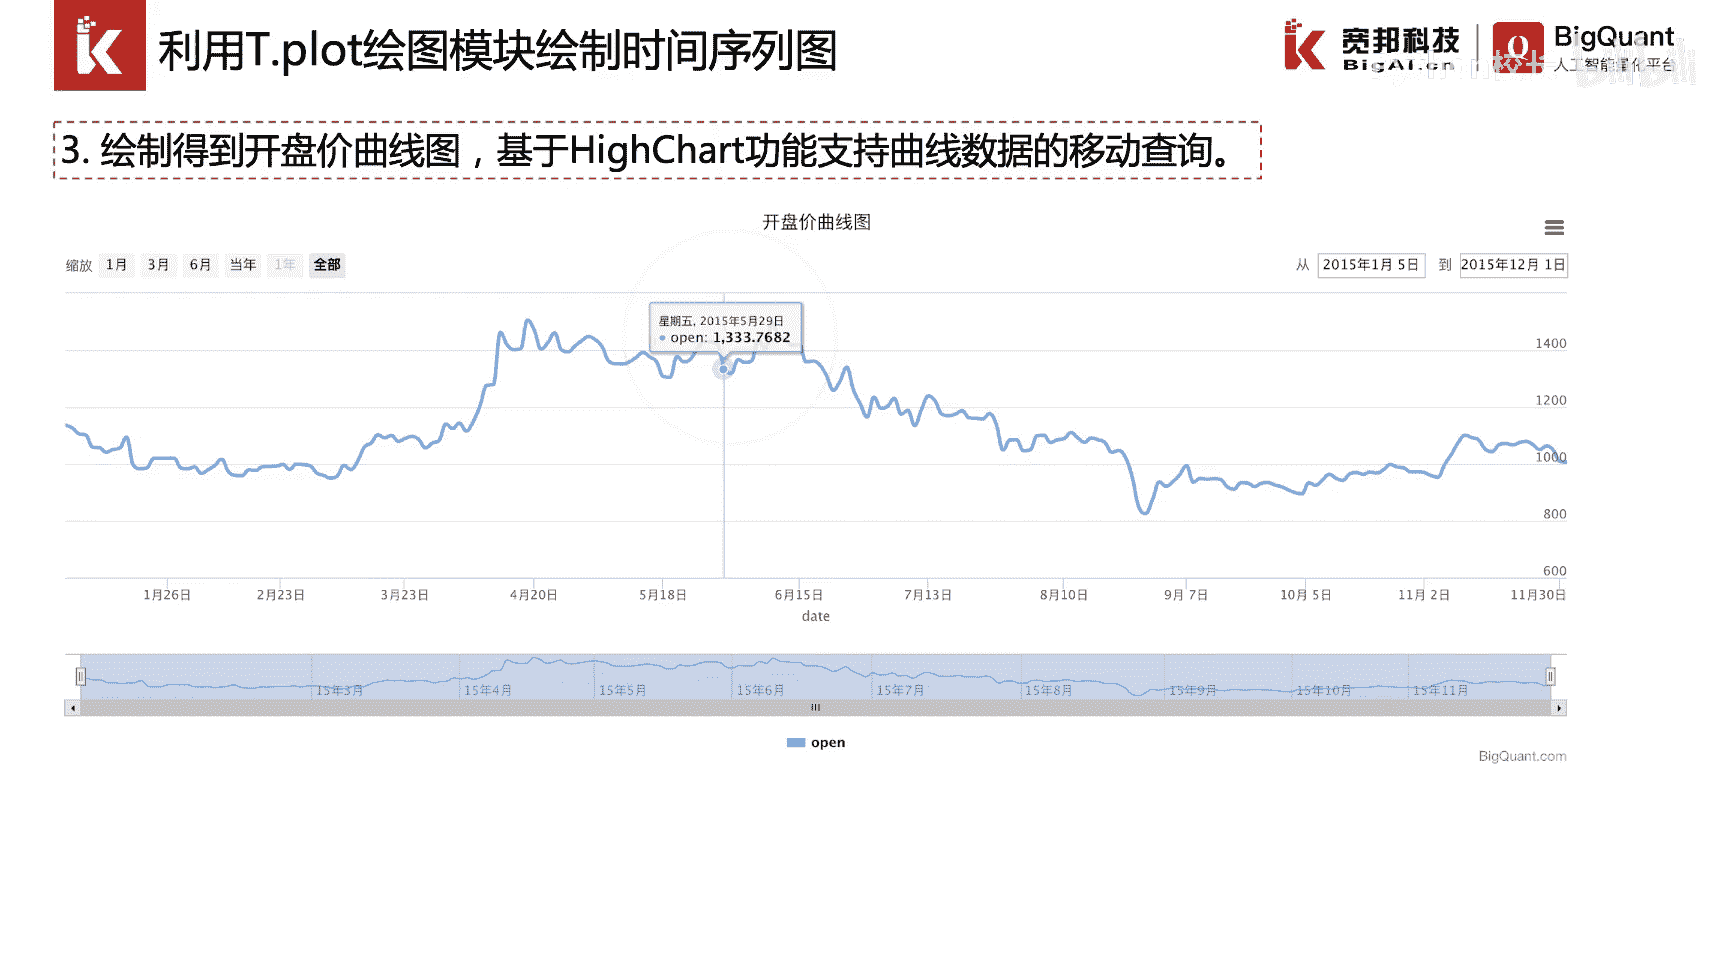 利用T.plot绘图模块绘制时间序列图
宽邦科技
BigAI.cn
BigQuant
人工智能量化平台
3. 绘制得到开盘价曲线图，基于HighChart功能支持曲线数据的移动查询。
开盘价曲线图
缩放 1月 3月 6月 当年 1年 全部
从 2015年1月 5日 到 2015年12月 1日
星期五, 2015年5月29日
open: 1,333.7682
1400
1200
1000
800
600
1月26日 2月23日 3月23日 4月20日 5月18日 6月15日 7月13日 8月10日 9月 7日 10月 5日 11月 2日 11月30日
date
15年3月 15年4月 15年5月 15年6月 15年7月 15年8月 15年9月 15年10月 15年11月
open
BigQuant.com